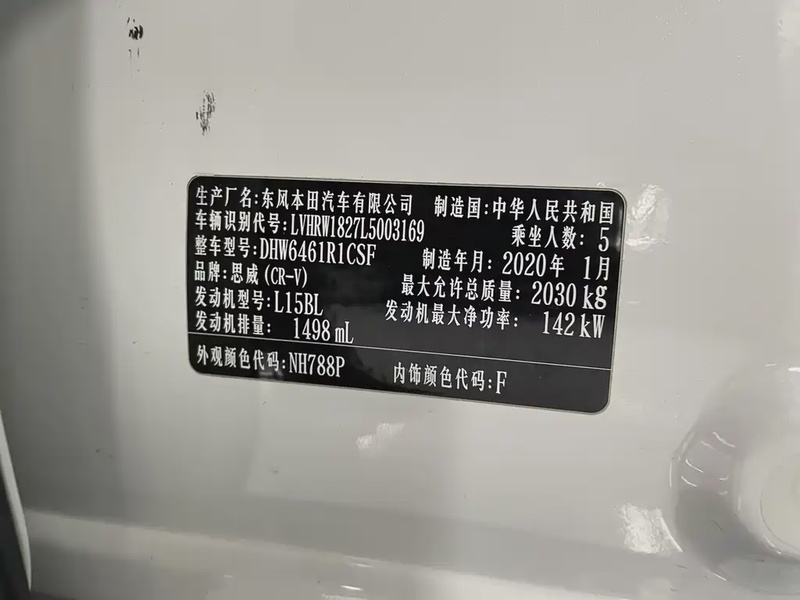 生产厂名:东风本田汽车有限公司 制造国:中华人民共和国
车辆识别代号:LVHRW1827L5003169 乘坐人数: 5
整车型号:DHW6461R1CSF 制造年月: 2020年 1月
品牌:思威(CR-V) 最大允许总质量: 2030 kg
发动机型号:L15BL 发动机最大净功率: 142 kW
发动机排量: 1498 mL
外观颜色代码:NH788P 内饰颜色代码:F